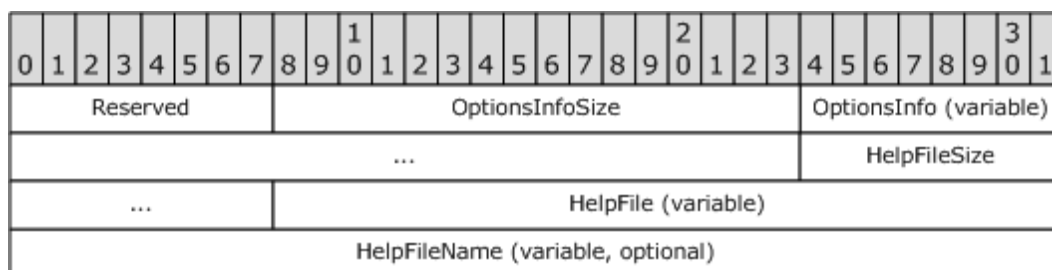 1 2 3
0 1 2 3 4 5 6 7 8 9 0 1 2 3 4 5 6 7 8 9 0 1 2 3 4 5 6 7 8 9 0 1
Reserved OptionsInfoSize OptionsInfo (variable)
... HelpFileSize
... HelpFile (variable)
HelpFileName (variable, optional)